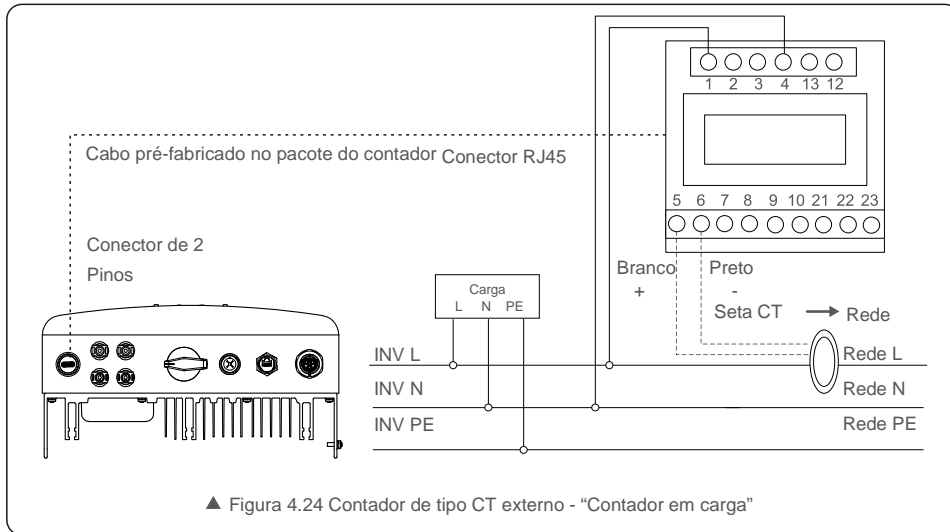 1 2 3 4 13 12
Cabo pré-fabricado no pacote do contador Conector RJ45
5 6 7 8 9 10 21 22 23
Conector de 2
Pinos
Branco Preto
+ -
Seta CT Rede
Carga
L N PE
INV L Rede L
INV N Rede N
INV PE Rede PE
▲ Figura 4.24 Contador de tipo CT externo - “Contador em carga”